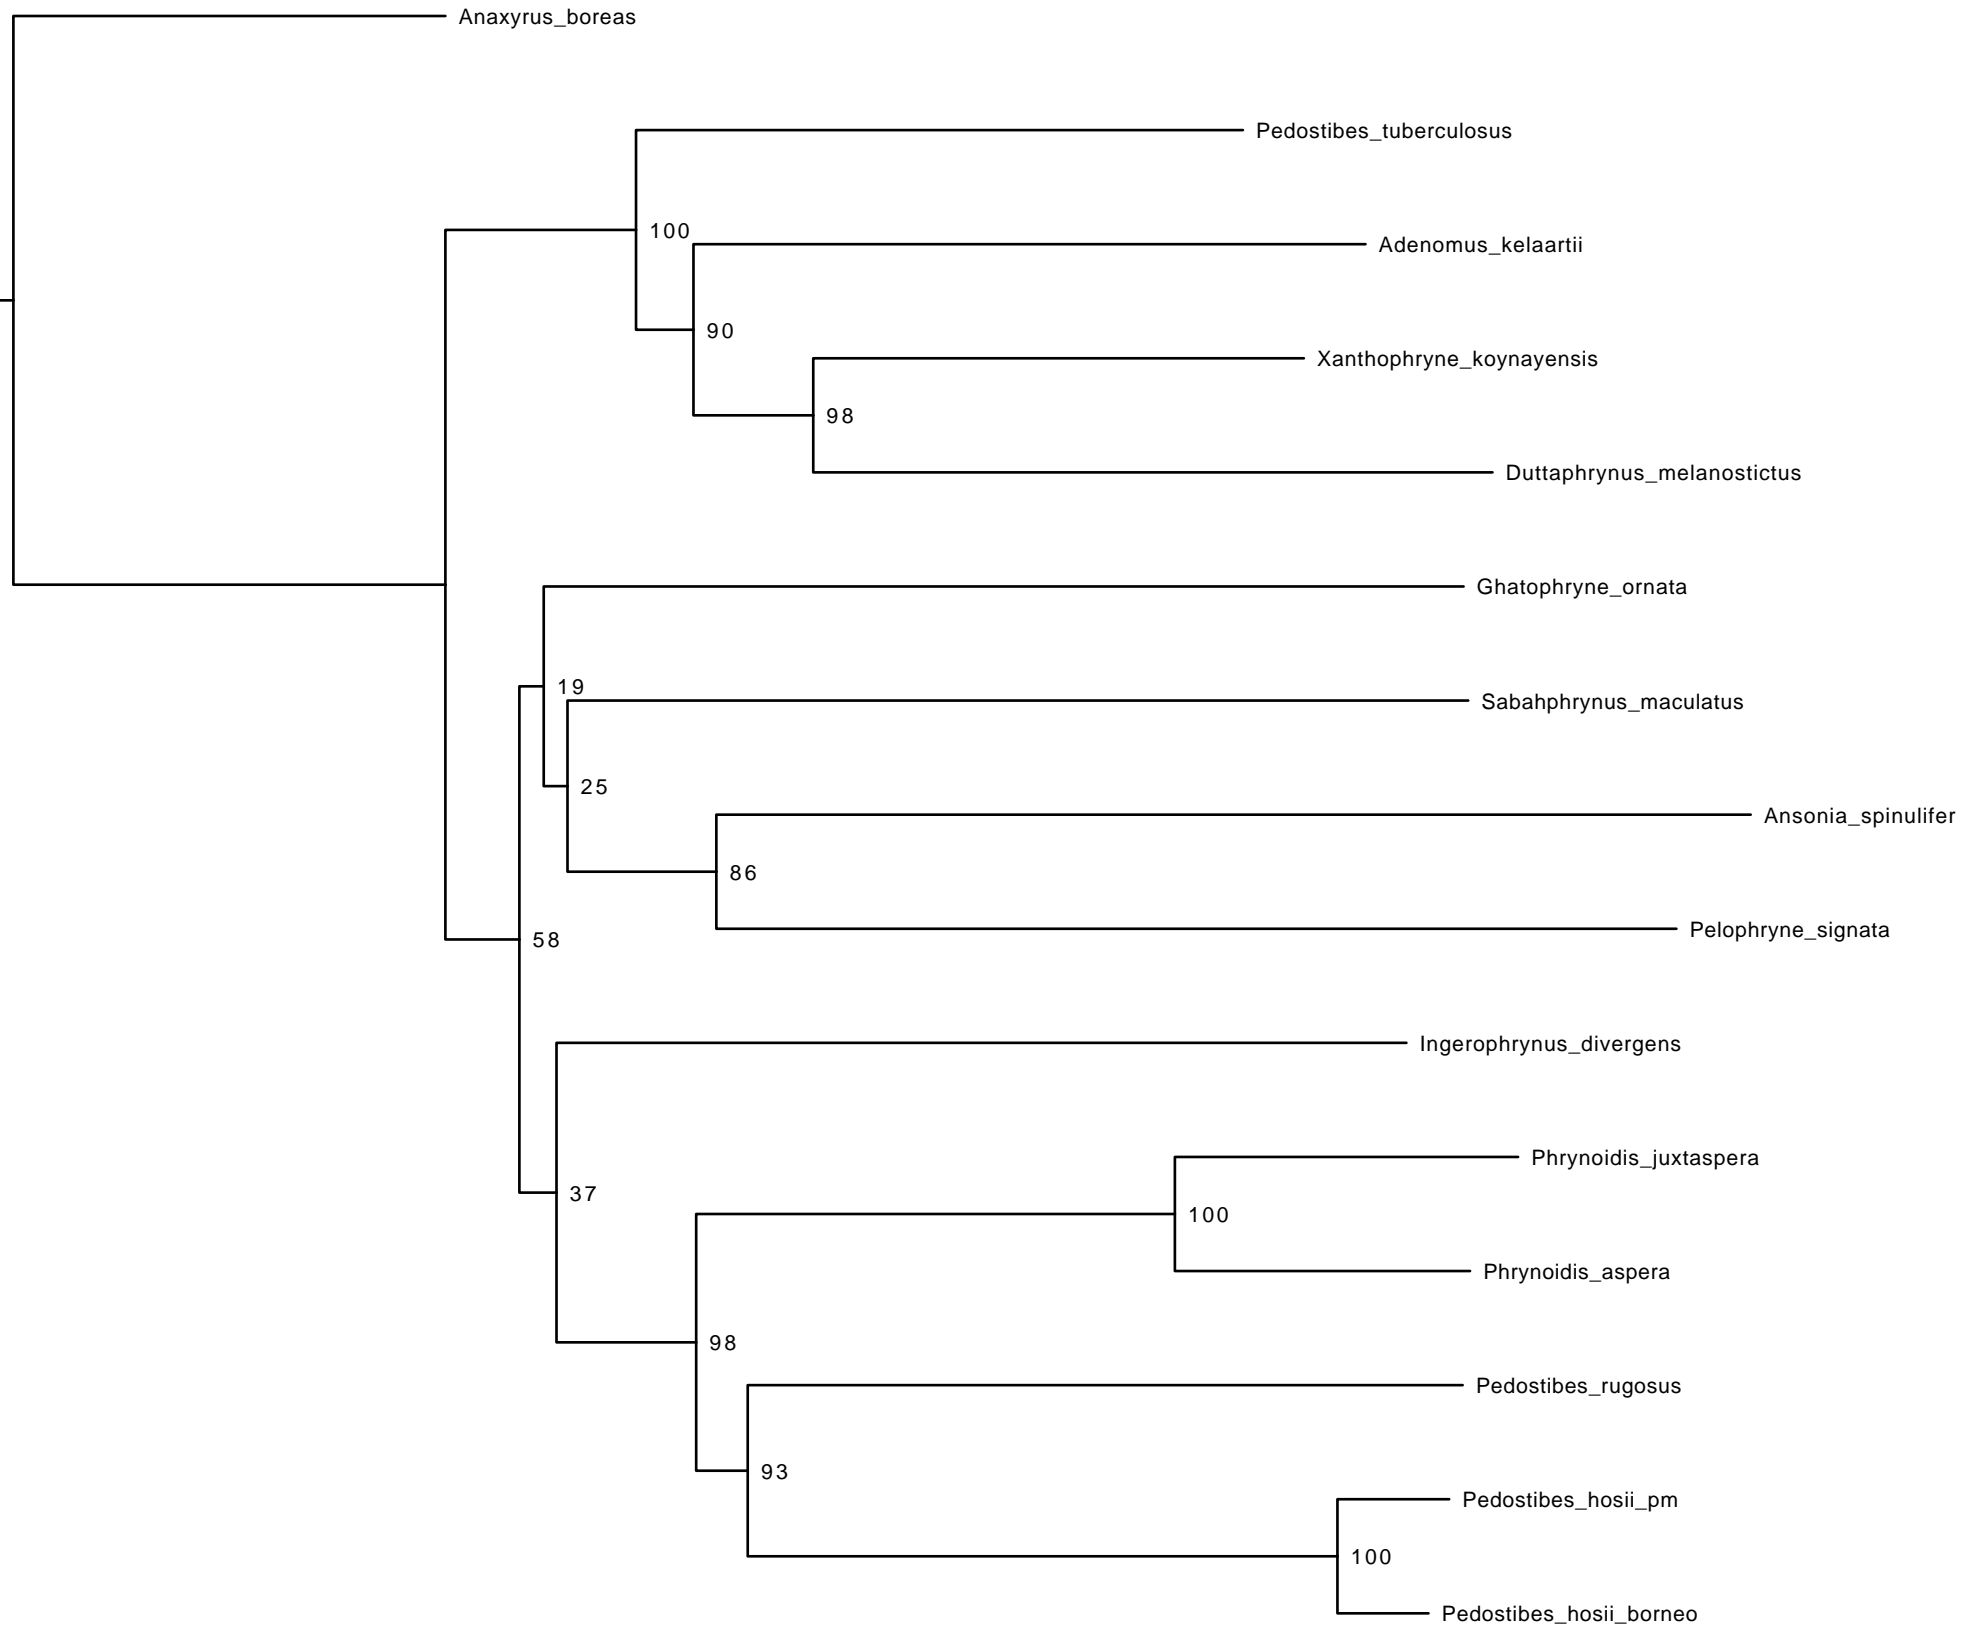 Anaxyrus_boreas
Pedostibes_tuberculosus
100
Adenomus_kelaartii
90
Xanthophryne_koynayensis
98
Duttaphrynus_melanostictus
Ghatophryne_ornata
19
Sabahphrynus_maculatus
25
Ansonia_spinulifer
86
Pelophryne_signata
58
Ingerophrynus_divergens
Phrynoidis_juxtaspera
37
100
Phrynoidis_aspera
98
Pedostibes_rugosus
93
Pedostibes_hosii_pm
100
Pedostibes_hosii_borneo